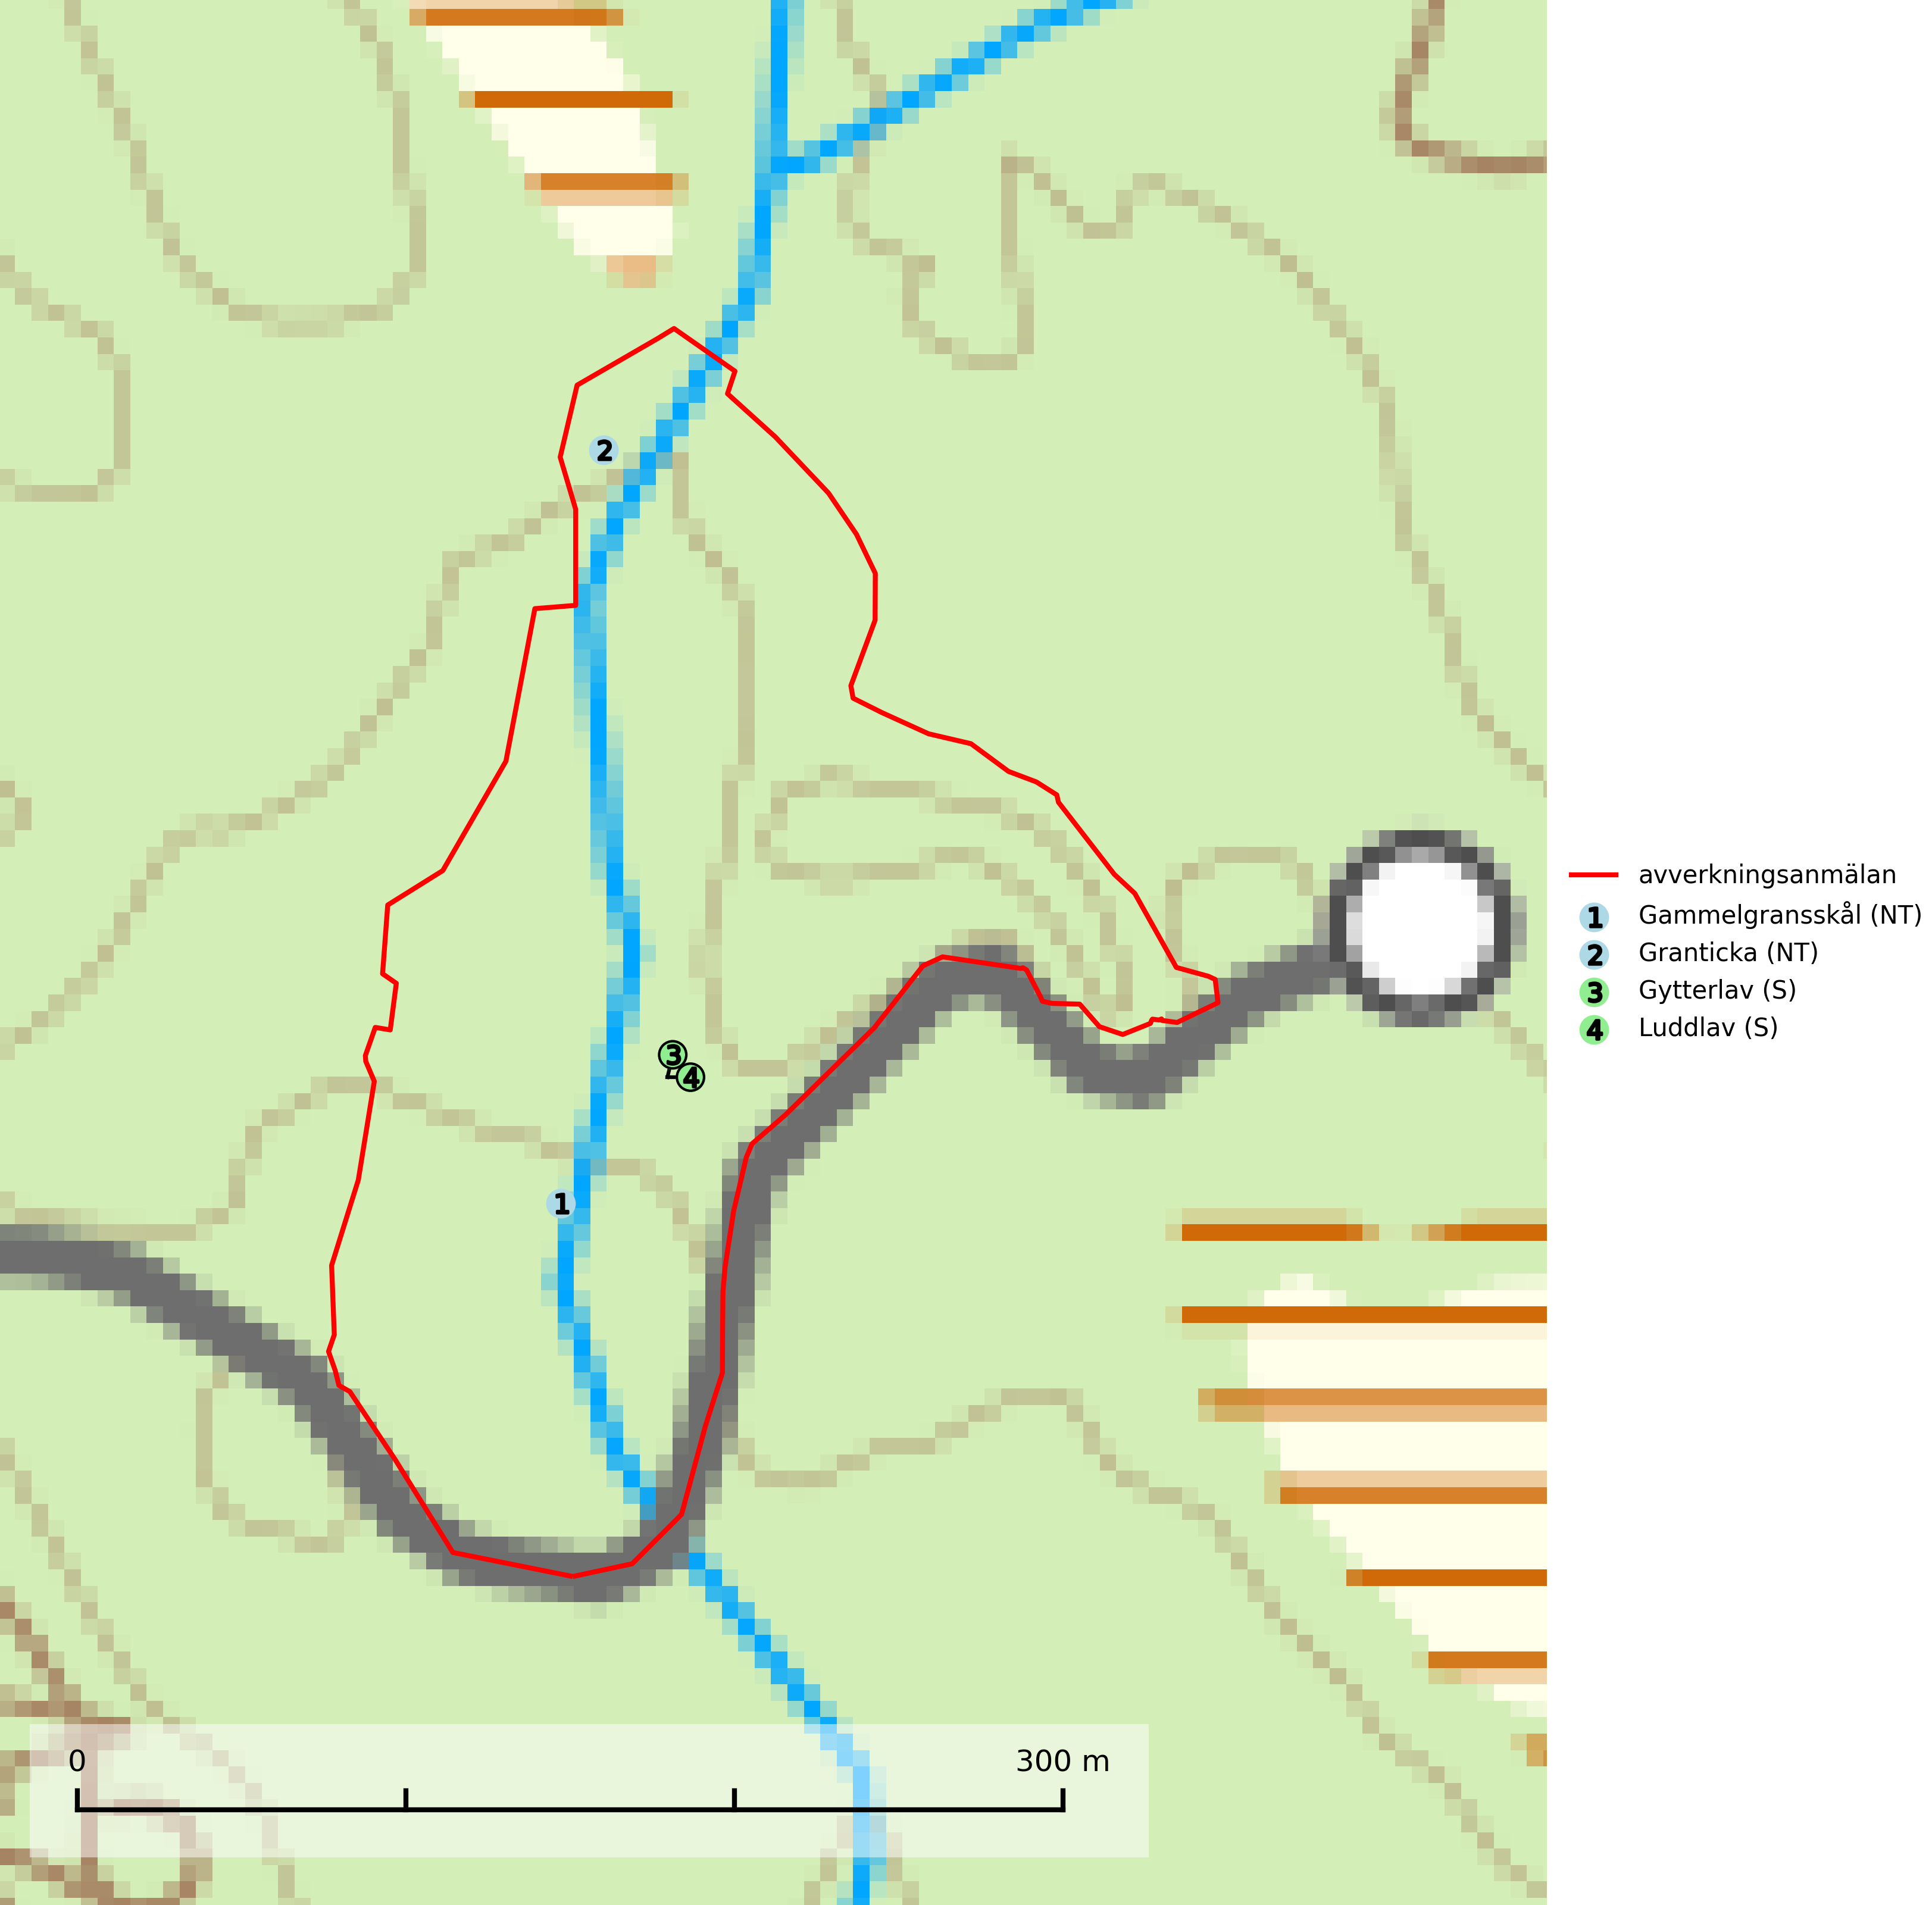 2
3
4
1
avverkningsanmälan
1 Gammelgransskål (NT)
2 Granticka (NT)
3 Gytterlav (S)
4 Luddlav (S)
0 300 m